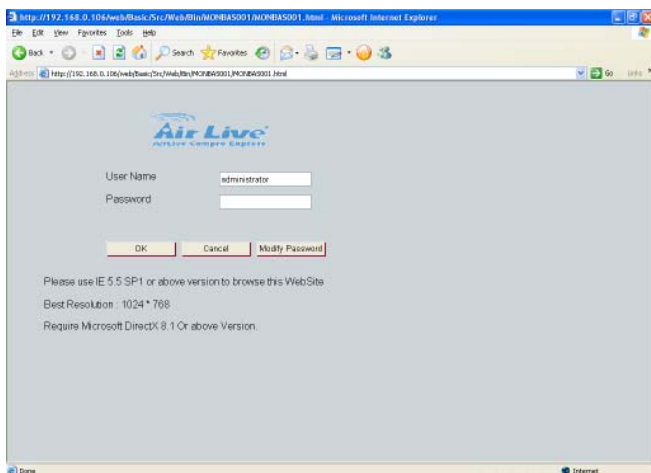 http://192.168.0.106/web/Basic/Src/Web/Bin/MONBAS001/MONBAS001.html - Microsoft Internet Explorer
File Edit View Favorites Tools Help
Back Search Favorites
Address http://192.168.0.106/web/Basic/Src/Web/Bin/MONBAS001/MONBAS001.html Go Links »
Air Live
User Name administrator
Password
OK Cancel Modify Password
Please use IE 5.5 SP1 or above version to browse this WebSite
Best Resolution : 1024 * 768
Require Microsoft DirectX 8.1 Or above Version.
Done Internet